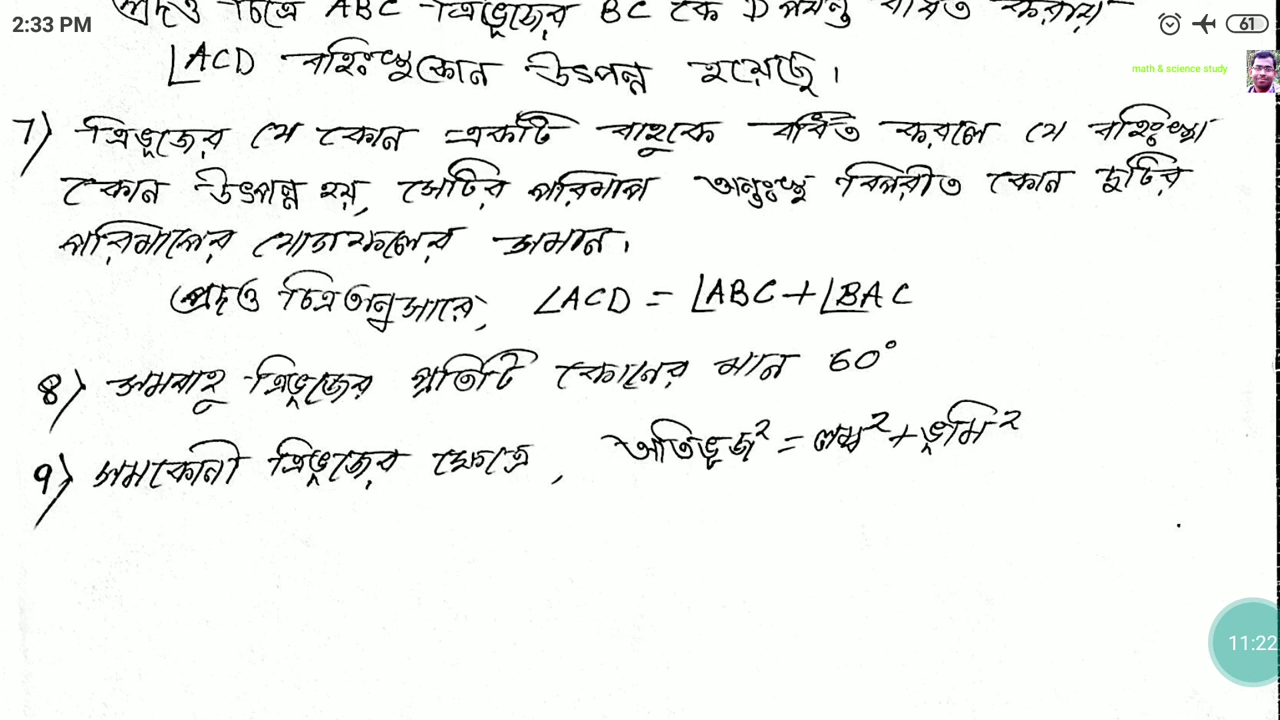 2:33 PM
61
প্রদত্ত চিত্রে ABC ত্রিভূজের BC কে D পর্যন্ত বর্ধিত করায়
∠ACD বহিঃস্থকোন উৎপন্ন হয়েছে।
math & science study
7) ত্রিভূজের যে কোন একটি বাহুকে বর্ধিত করলে যে বহিঃস্থ
কোন উৎপন্ন হয়, সেটির পরিমাপ অন্তঃস্থ বিপরীত কোন দুটির
পরিমাপের যোগফলের সমান।
প্রদত্ত চিত্রঅনুসারে, ∠ACD = ∠ABC + ∠BAC
8) সমবাহু ত্রিভূজের প্রতিটি কোনের মান 60°
9) সমকোনী ত্রিভূজের ক্ষেত্রে, অতিভূজ² = লম্ব² + ভূমি²
11:22